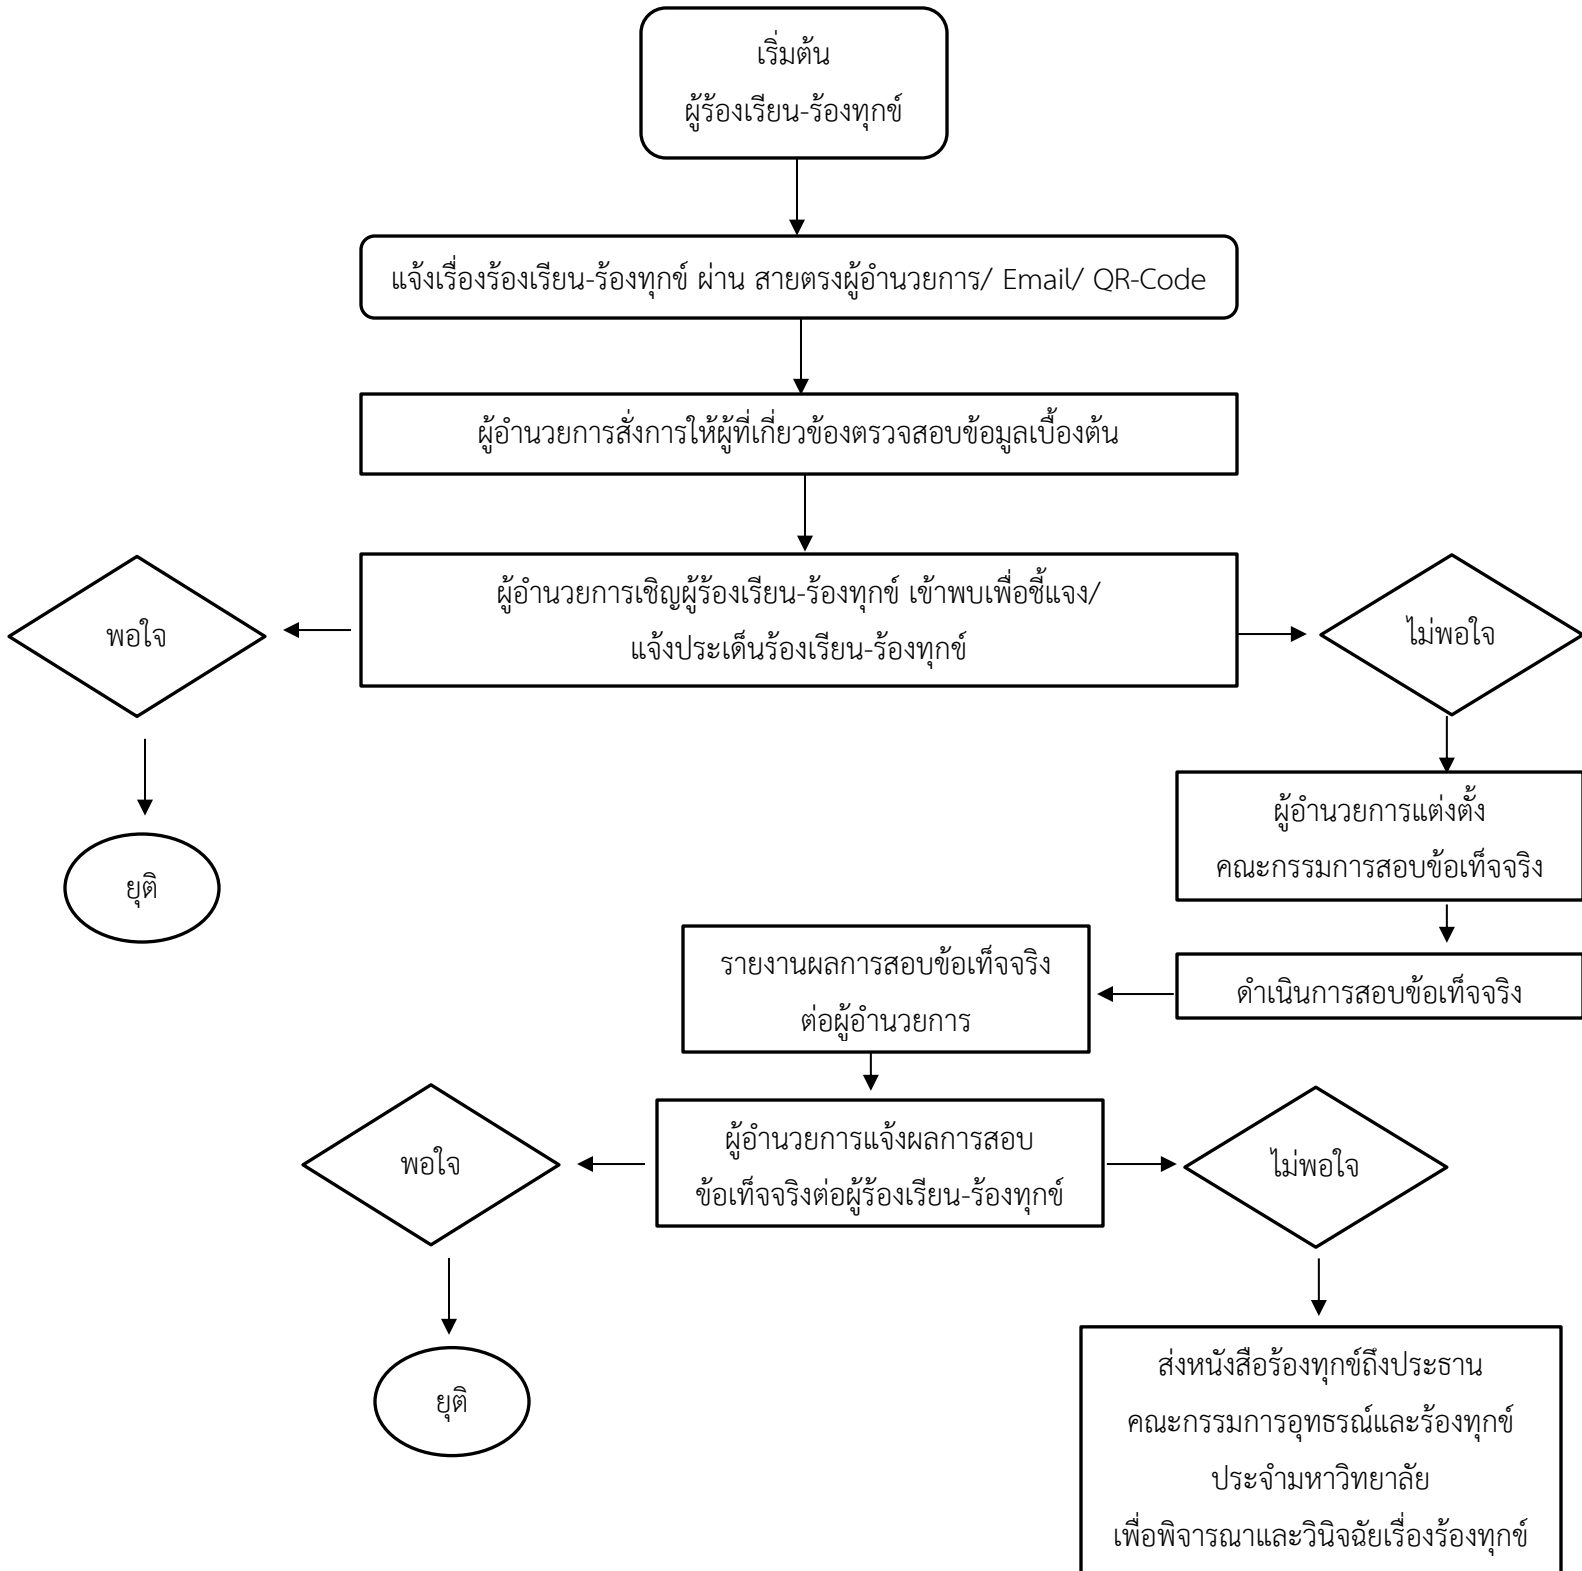 เริ่มต้น
ผู้ร้องเรียน-ร้องทุกข์
แจ้งเรื่องร้องเรียน-ร้องทุกข์ ผ่าน สายตรงผู้อำนวยการ/ Email/ QR-Code
ผู้อำนวยการสั่งการให้ผู้ที่เกี่ยวข้องตรวจสอบข้อมูลเบื้องต้น
ผู้อำนวยการเชิญผู้ร้องเรียน-ร้องทุกข์ เข้าพบเพื่อชี้แจง/
แจ้งประเด็นร้องเรียน-ร้องทุกข์
พอใจ
ไม่พอใจ
ยุติ
ผู้อำนวยการแต่งตั้ง
คณะกรรมการสอบข้อเท็จจริง
ดำเนินการสอบข้อเท็จจริง
รายงานผลการสอบข้อเท็จจริง
ต่อผู้อำนวยการ
ผู้อำนวยการแจ้งผลการสอบ
ข้อเท็จจริงต่อผู้ร้องเรียน-ร้องทุกข์
พอใจ
ไม่พอใจ
ยุติ
ส่งหนังสือร้องทุกข์ถึงประธาน
คณะกรรมการอุทธรณ์และร้องทุกข์
ประจำมหาวิทยาลัย
เพื่อพิจารณาและวินิจฉัยเรื่องร้องทุกข์